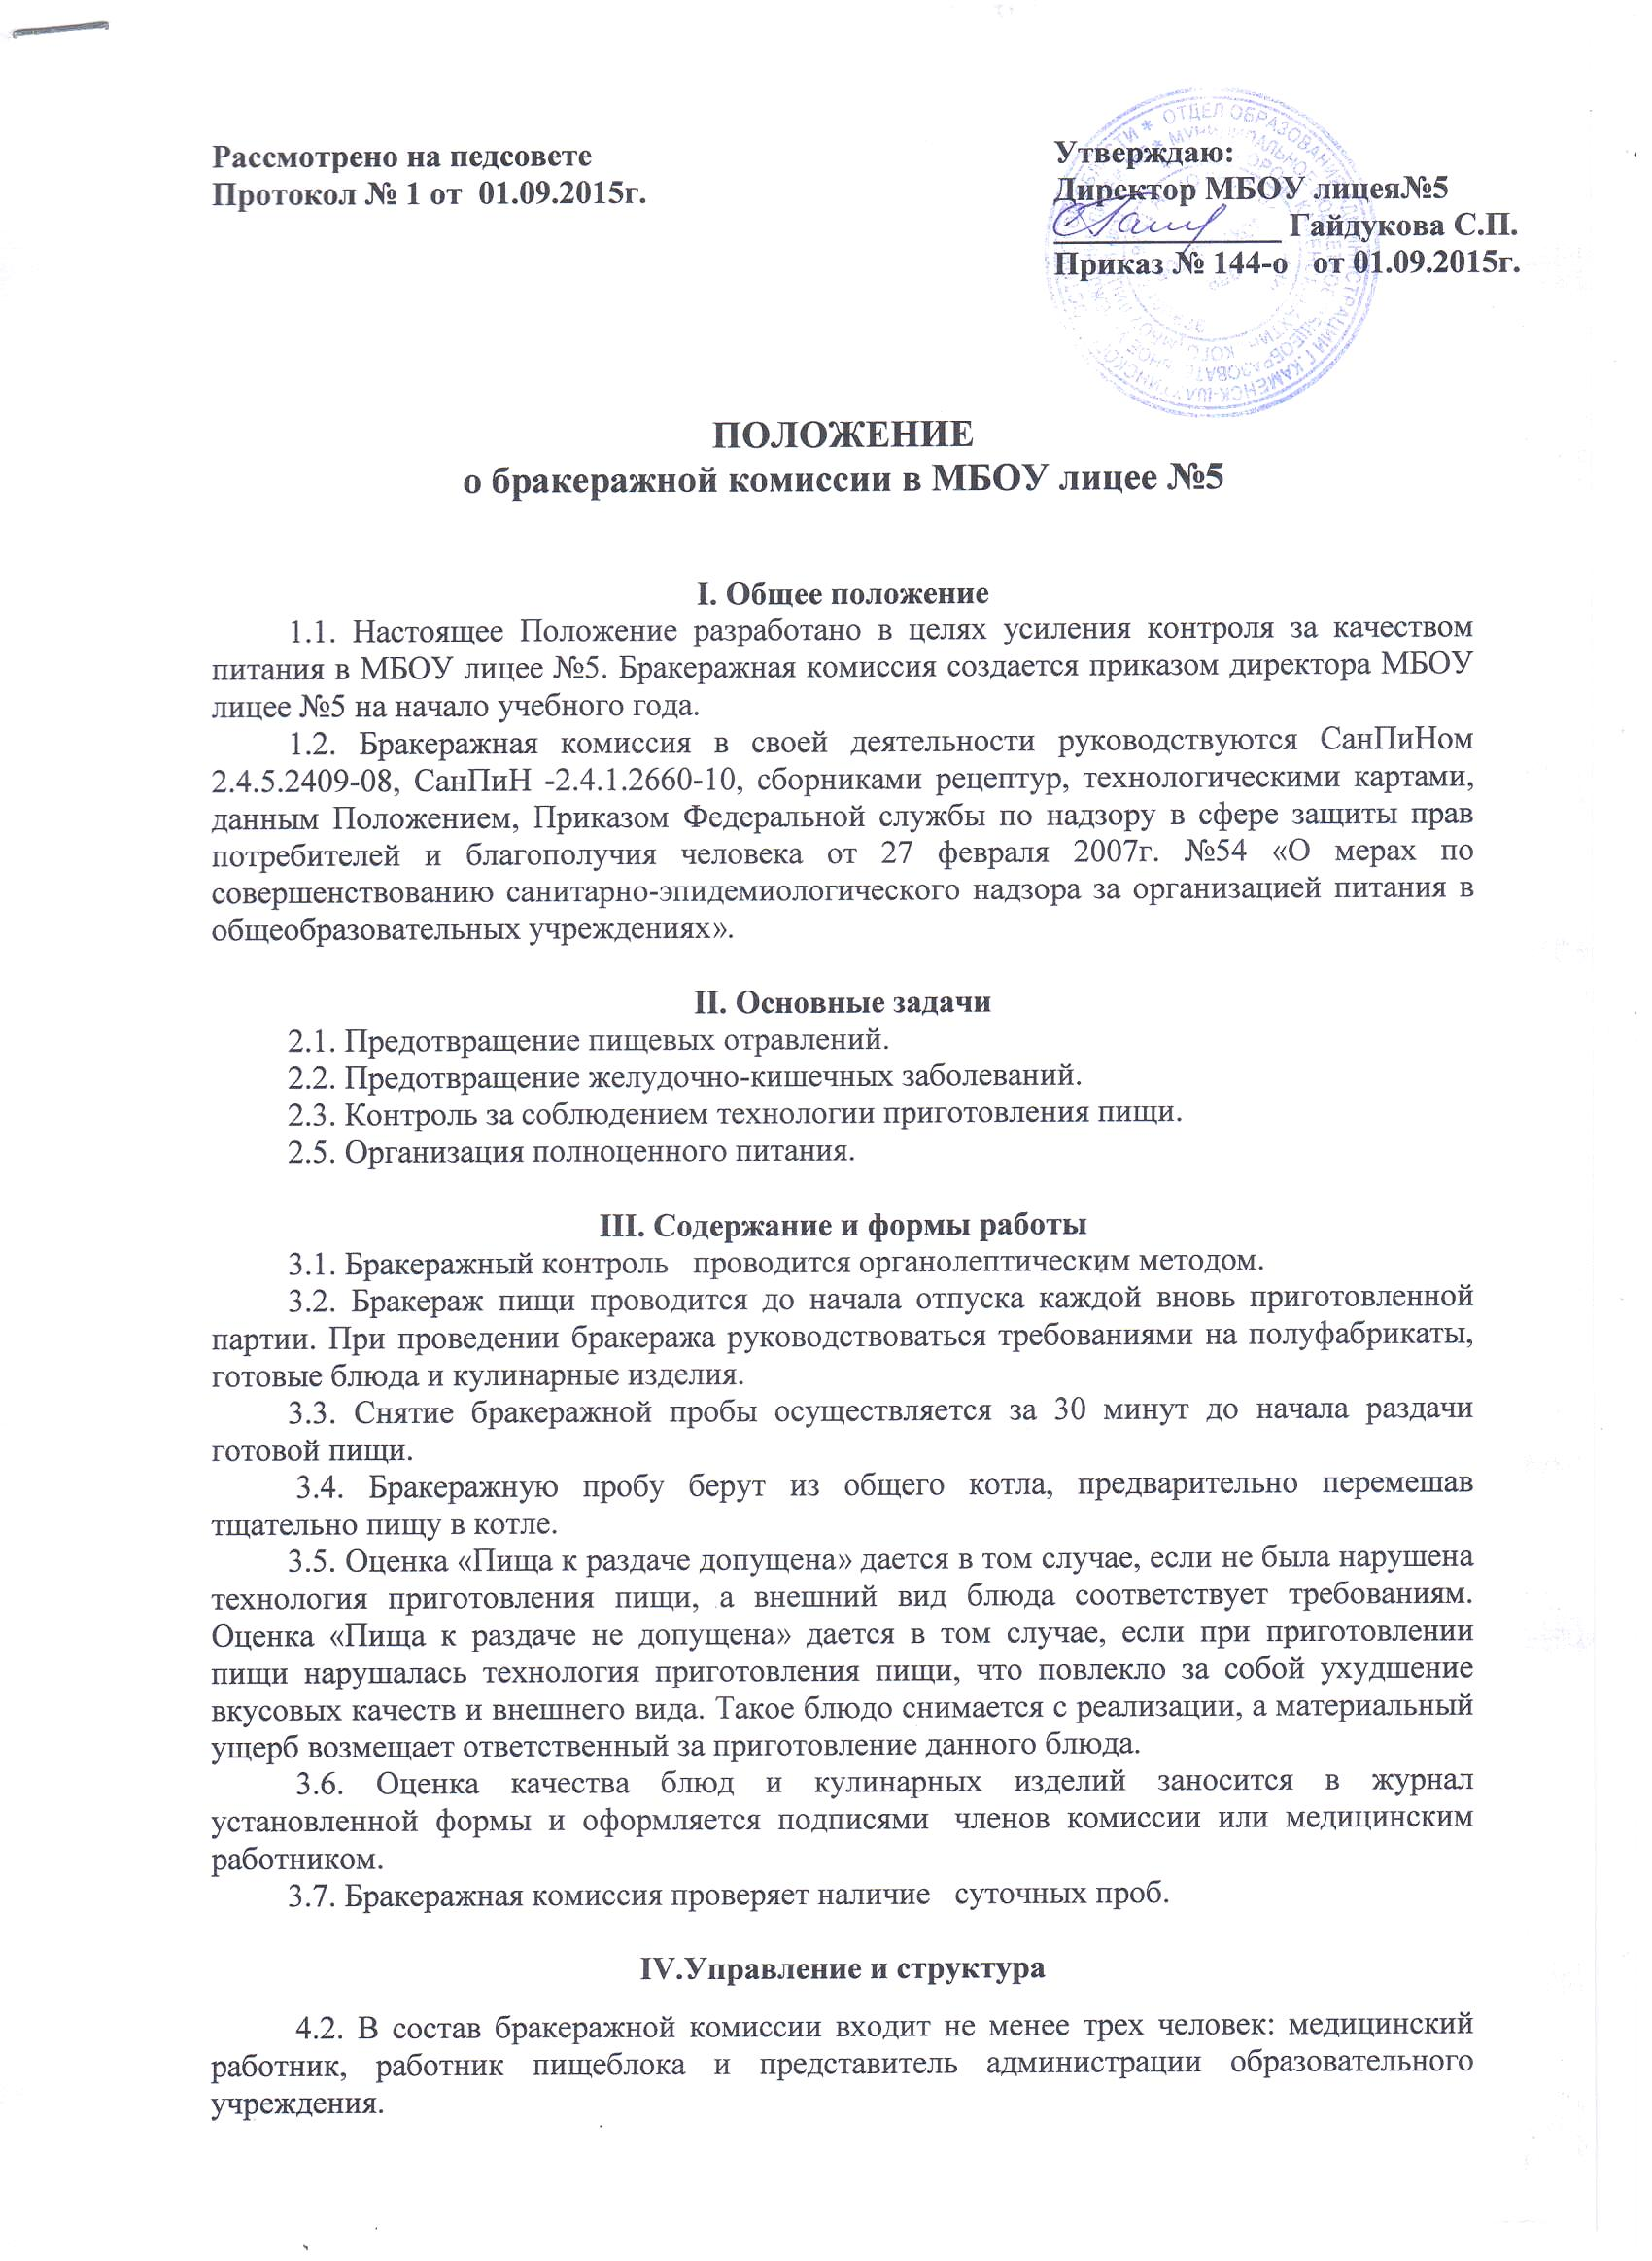 Рассмотрено на педсовете
Протокол № 1 от 01.09.2015г.
Утверждаю:
Директор МБОУ лицея№5
Гайдукова С.П.
Приказ № 144-о от 01.09.2015г.
ПОЛОЖЕНИЕ
о бракеражной комиссии в МБОУ лицее №5
I. Общее положение
1.1. Настоящее Положение разработано в целях усиления контроля за качеством
питания в МБОУ лицее №5. Бракеражная комиссия создается приказом директора МБОУ
лицее №5 на начало учебного года.
1.2. Бракеражная комиссия в своей деятельности руководствуются СанПиНом
2.4.5.2409-08, СанПиН -2.4.1.2660-10, сборниками рецептур, технологическими картами,
данным Положением, Приказом Федеральной службы по надзору в сфере защиты прав
потребителей и благополучия человека от 27 февраля 2007г. №54 «О мерах по
совершенствованию санитарно-эпидемиологического надзора за организацией питания в
общеобразовательных учреждениях».
II. Основные задачи
2.1. Предотвращение пищевых отравлений.
2.2. Предотвращение желудочно-кишечных заболеваний.
2.3. Контроль за соблюдением технологии приготовления пищи.
2.5. Организация полноценного питания.
III. Содержание и формы работы
3.1. Бракеражный контроль проводится органолептическим методом.
3.2. Бракераж пищи проводится до начала отпуска каждой вновь приготовленной
партии. При проведении бракеража руководствоваться требованиями на полуфабрикаты,
готовые блюда и кулинарные изделия.
3.3. Снятие бракеражной пробы осуществляется за 30 минут до начала раздачи
готовой пищи.
3.4. Бракеражную пробу берут из общего котла, предварительно перемешав
тщательно пищу в котле.
3.5. Оценка «Пища к раздаче допущена» дается в том случае, если не была нарушена
технология приготовления пищи, а внешний вид блюда соответствует требованиям.
Оценка «Пища к раздаче не допущена» дается в том случае, если при приготовлении
пищи нарушалась технология приготовления пищи, что повлекло за собой ухудшение
вкусовых качеств и внешнего вида. Такое блюдо снимается с реализации, а материальный
ущерб возмещает ответственный за приготовление данного блюда.
3.6. Оценка качества блюд и кулинарных изделий заносится в журнал
установленной формы и оформляется подписями членов комиссии или медицинским
работником.
3.7. Бракеражная комиссия проверяет наличие суточных проб.
IV.Управление и структура
4.2. В состав бракеражной комиссии входит не менее трех человек: медицинский
работник, работник пищеблока и представитель администрации образовательного
учреждения.